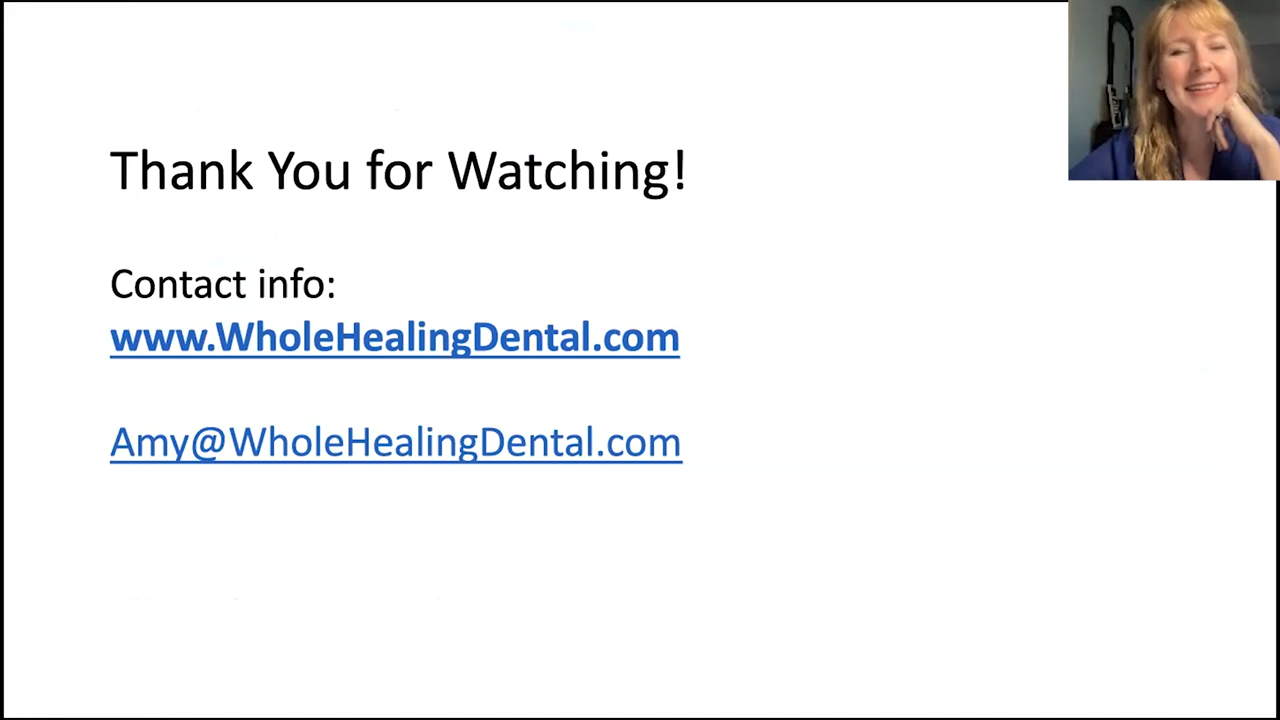 Thank You for Watching!
Contact info:
www.WholeHealingDental.com
Amy@WholeHealingDental.com